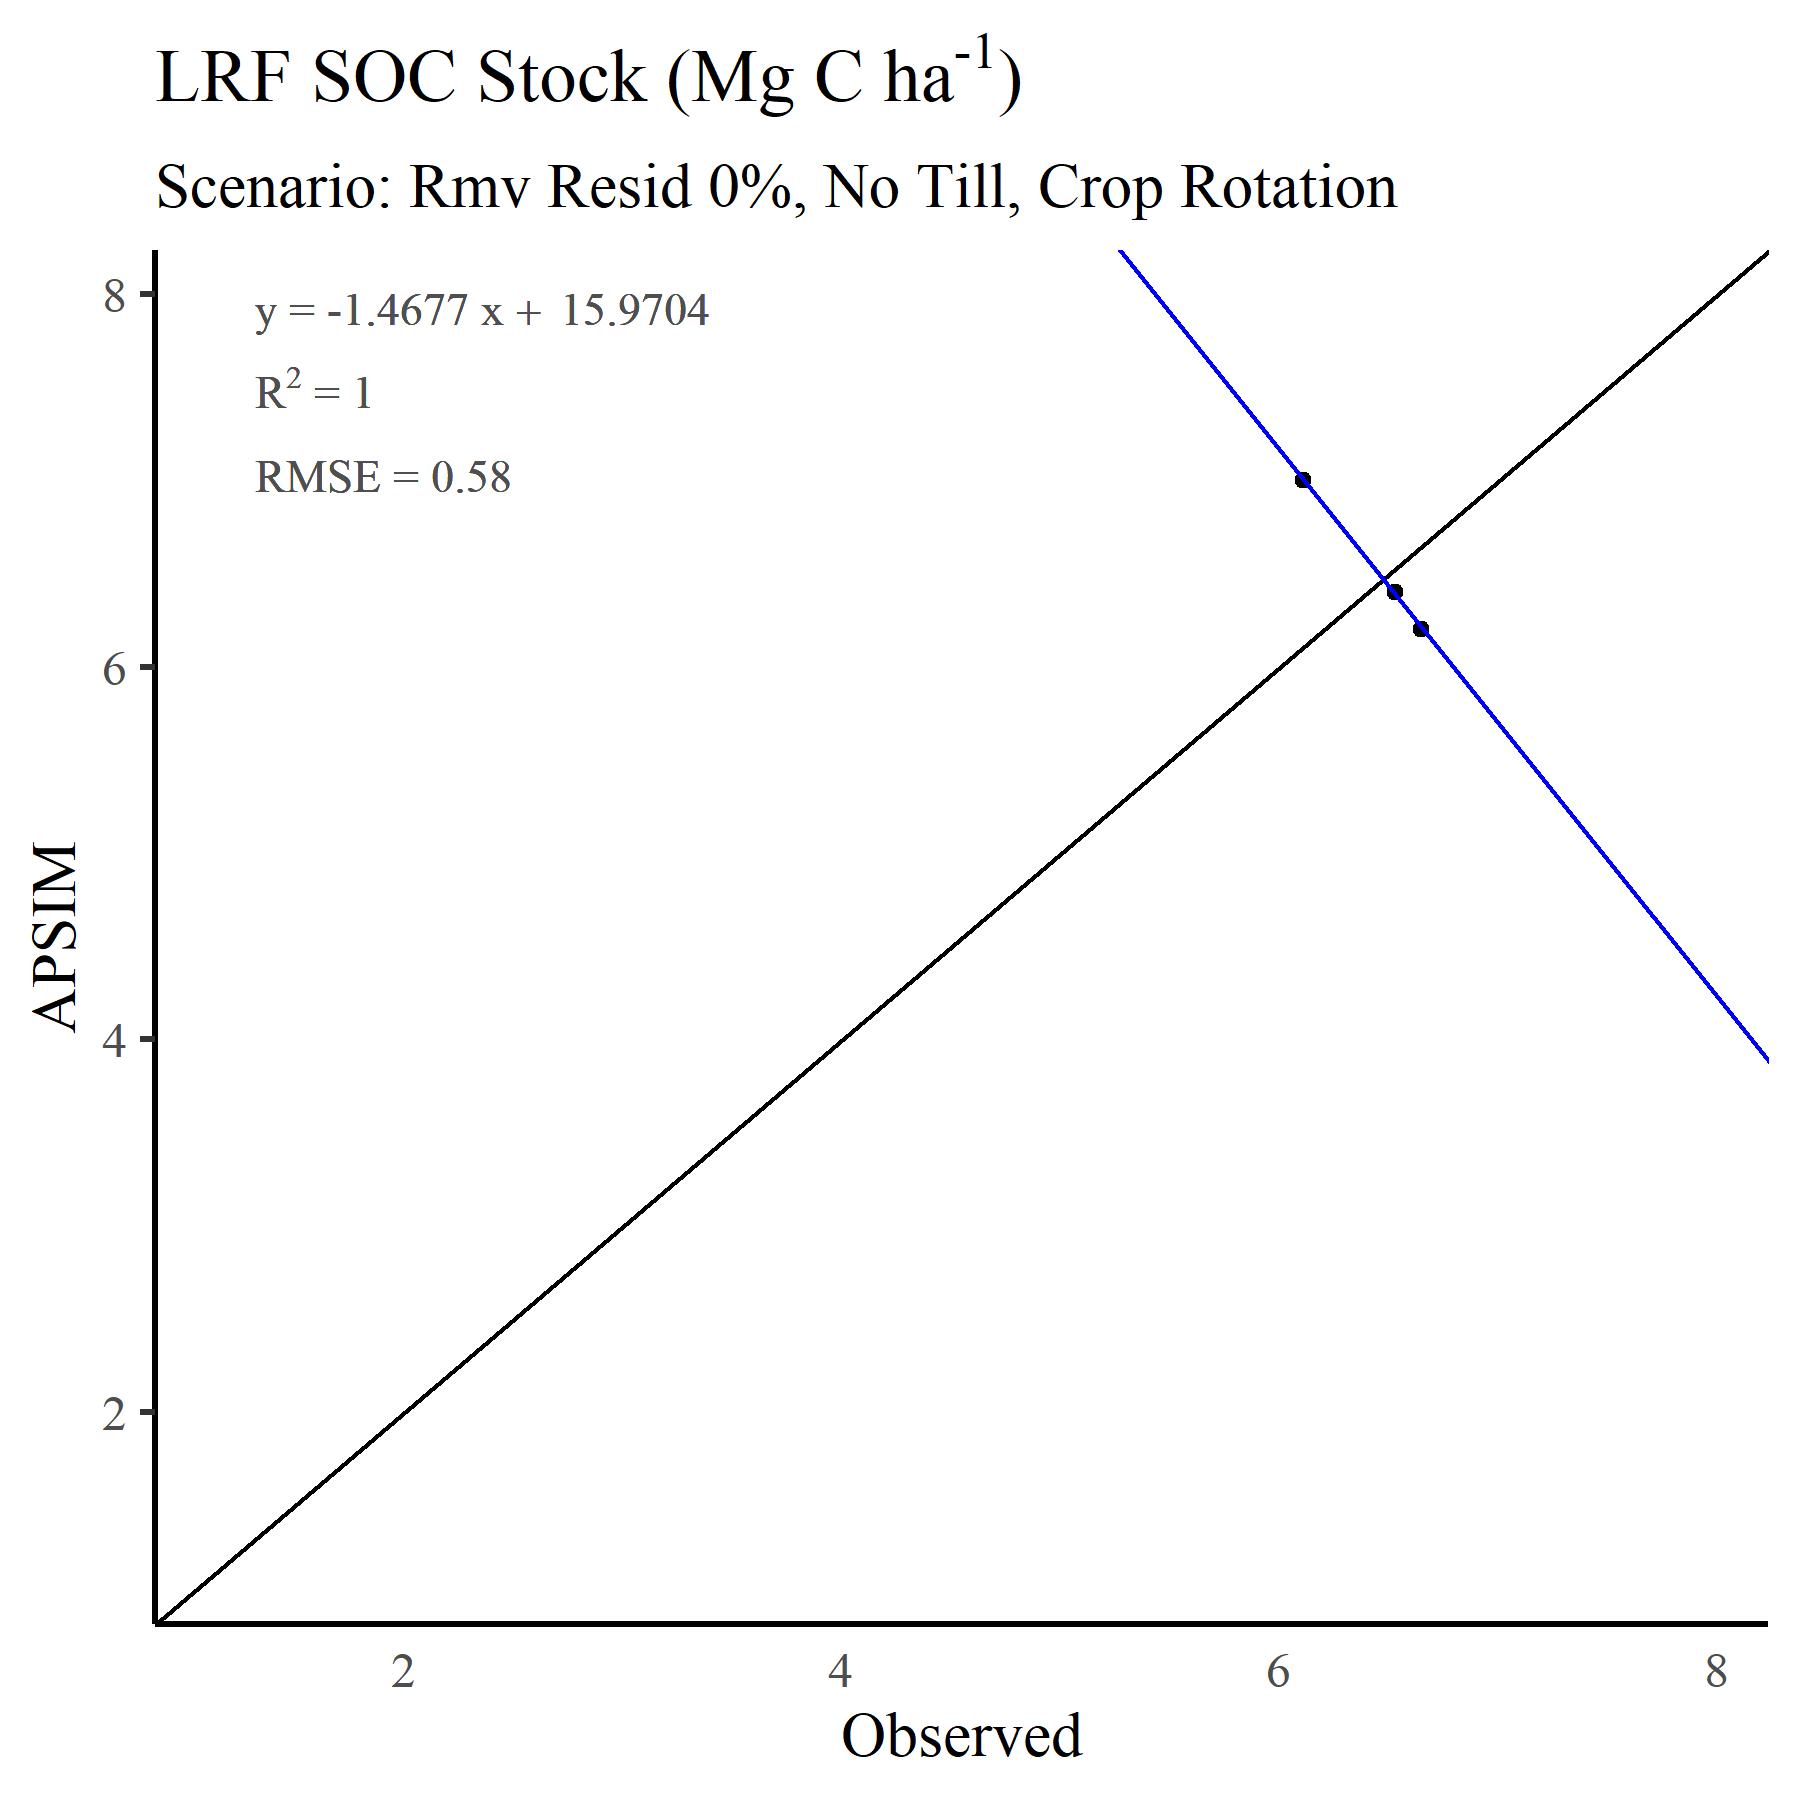 LRF SOC Stock (Mg C ha⁻¹)
Scenario: Rmv Resid 0%, No Till, Crop Rotation
y = -1.4677 x + 15.9704
R² = 1
RMSE = 0.58
8
6
4
2
APSIM
2 4 6 8
Observed